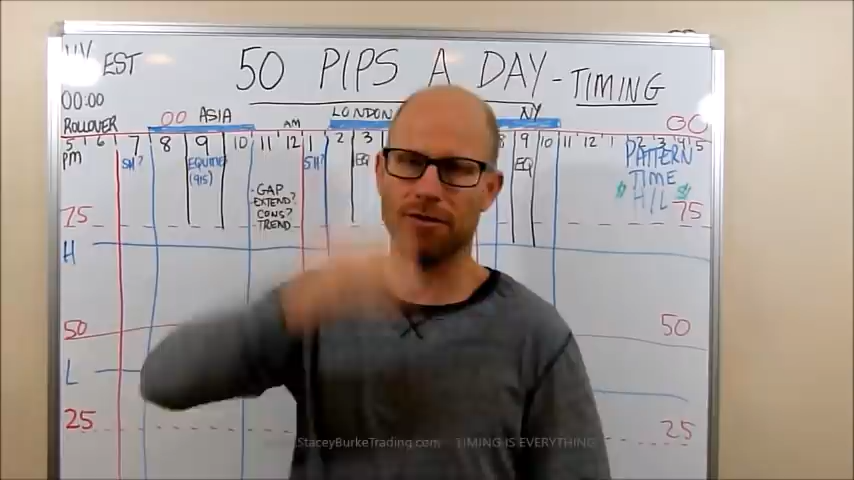 EST
50 PIPS A DAY - TIMING
00:00
ROLLOVER
00 ASIA AM LONDON NY 00
5 6 7 8 9 10 11 12 1 2 3 8 9 10 11 12 1 2 3 4 5
PM SH? EQUITIE SH? EQ EQ PATTERN
(915) TIME
GAP $ H/L $
EXTEND?
75 CONS? 75
TREND
H
50 50
L
25 25
StaceyBurkeTrading.com TIMING IS EVERYTHING